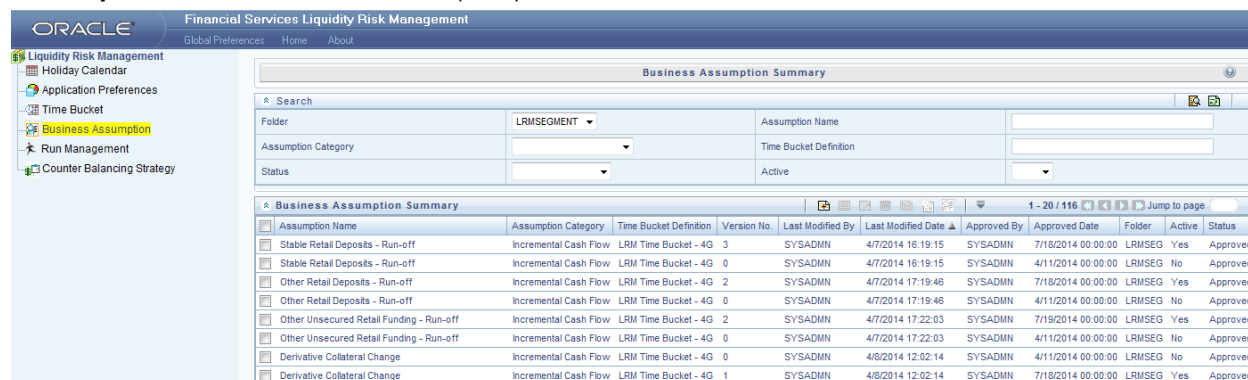 ORACLE
Financial Services Liquidity Risk Management
Global Preferences Home About
Liquidity Risk Management
Holiday Calendar
Application Preferences
Time Bucket
Business Assumption
Run Management
Counter Balancing Strategy
Business Assumption Summary
Search
Folder LRMSEGMENT Assumption Name
Assumption Category Time Bucket Definition
Status Active
Business Assumption Summary 1 - 20 / 116 Jump to page
Assumption Name Assumption Category Time Bucket Definition Version No. Last Modified By Last Modified Date Approved By Approved Date Folder Active Status
Stable Retail Deposits - Run-off Incremental Cash Flow LRM Time Bucket - 4G 3 SYSADMN 4/7/2014 16:19:15 SYSADMN 7/18/2014 00:00:00 LRMSEG Yes Approved
Stable Retail Deposits - Run-off Incremental Cash Flow LRM Time Bucket - 4G 0 SYSADMN 4/7/2014 16:19:15 SYSADMN 4/11/2014 00:00:00 LRMSEG No Approved
Other Retail Deposits - Run-off Incremental Cash Flow LRM Time Bucket - 4G 2 SYSADMN 4/7/2014 17:19:46 SYSADMN 7/18/2014 00:00:00 LRMSEG Yes Approved
Other Retail Deposits - Run-off Incremental Cash Flow LRM Time Bucket - 4G 0 SYSADMN 4/7/2014 17:19:46 SYSADMN 4/11/2014 00:00:00 LRMSEG No Approved
Other Unsecured Retail Funding - Run-off Incremental Cash Flow LRM Time Bucket - 4G 2 SYSADMN 4/7/2014 17:22:03 SYSADMN 7/19/2014 00:00:00 LRMSEG Yes Approved
Other Unsecured Retail Funding - Run-off Incremental Cash Flow LRM Time Bucket - 4G 0 SYSADMN 4/7/2014 17:22:03 SYSADMN 4/11/2014 00:00:00 LRMSEG No Approved
Derivative Collateral Change Incremental Cash Flow LRM Time Bucket - 4G 0 SYSADMN 4/8/2014 12:02:14 SYSADMN 4/11/2014 00:00:00 LRMSEG No Approved
Derivative Collateral Change Incremental Cash Flow LRM Time Bucket - 4G 1 SYSADMN 4/8/2014 12:02:14 SYSADMN 7/18/2014 00:00:00 LRMSEG Yes Approved